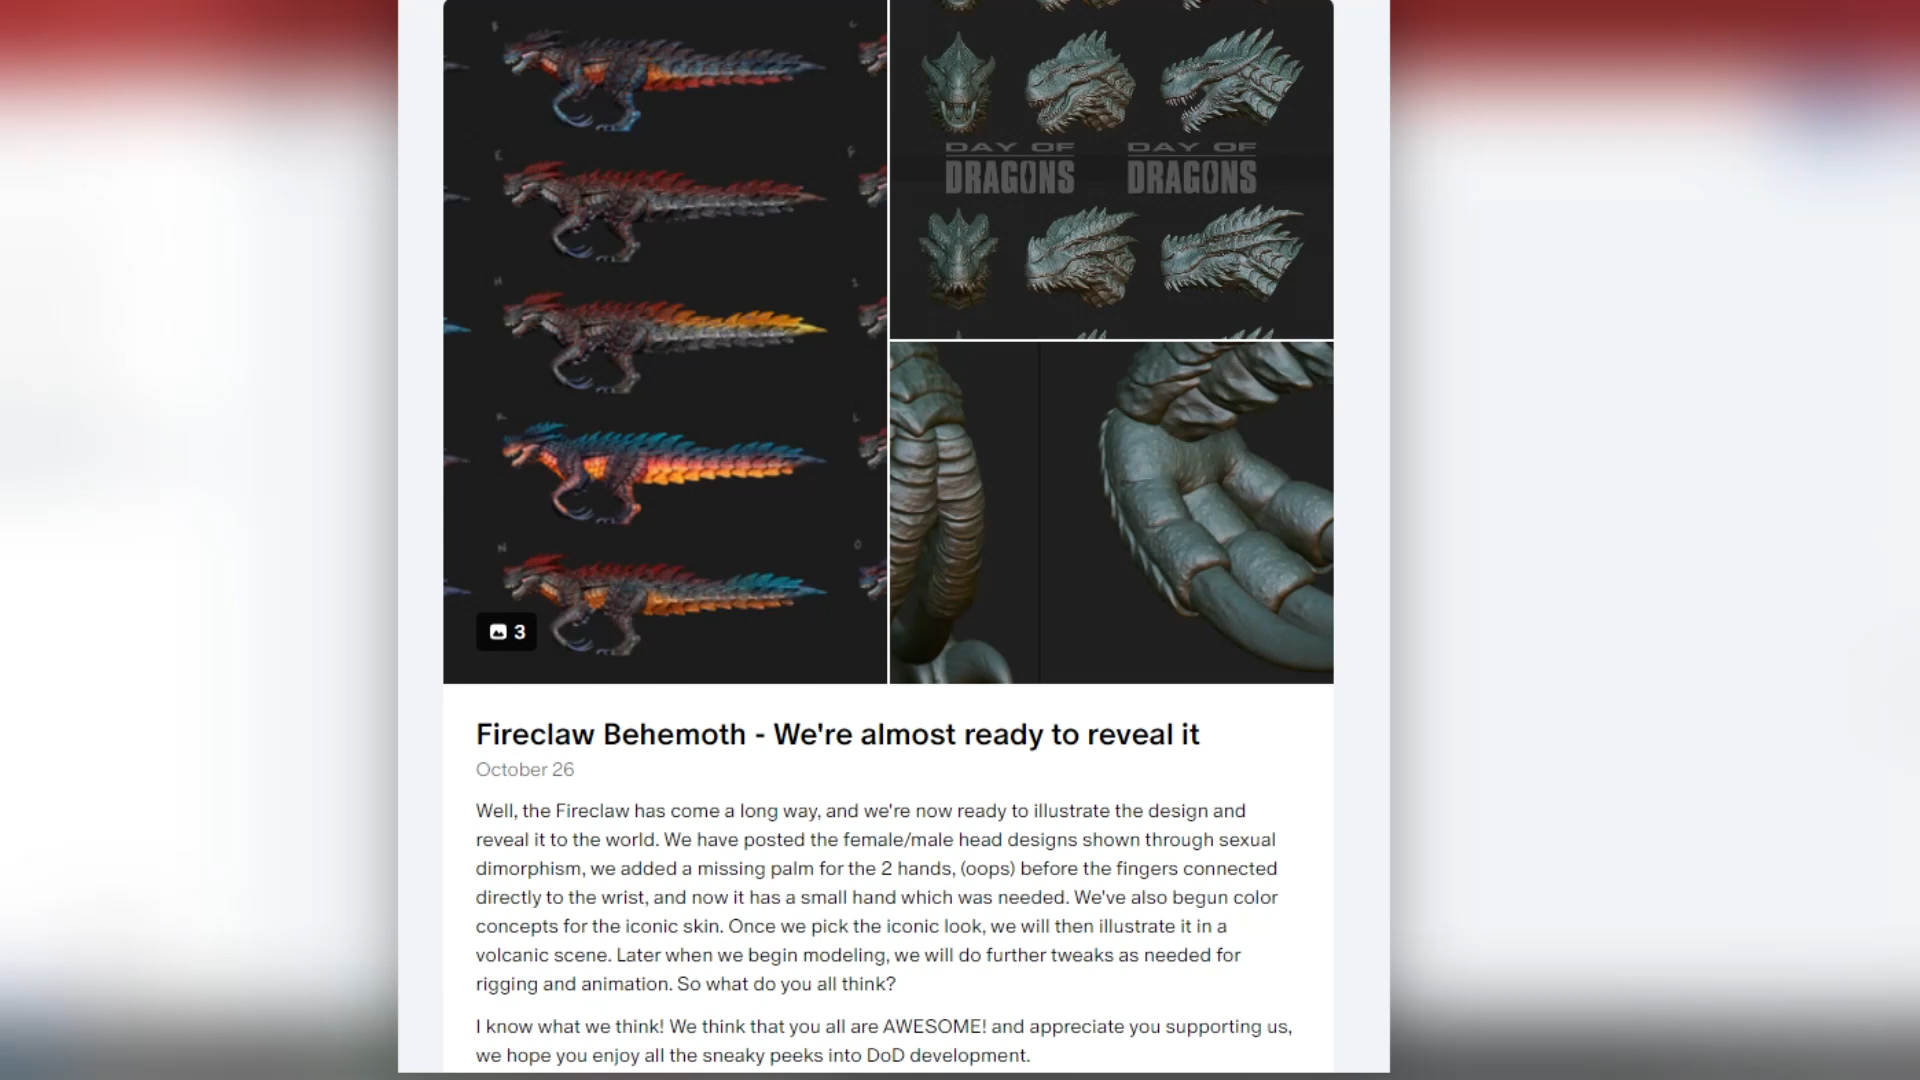 DAY OF DAY OF
DRAGONS DRAGONS
E
H
K
N
O
3
Fireclaw Behemoth - We're almost ready to reveal it
October 26
Well, the Fireclaw has come a long way, and we're now ready to illustrate the design and
reveal it to the world. We have posted the female/male head designs shown through sexual
dimorphism, we added a missing palm for the 2 hands, (oops) before the fingers connected
directly to the wrist, and now it has a small hand which was needed. We've also begun color
concepts for the iconic skin. Once we pick the iconic look, we will then illustrate it in a
volcanic scene. Later when we begin modeling, we will do further tweaks as needed for
rigging and animation. So what do you all think?
I know what we think! We think that you all are AWESOME! and appreciate you supporting us,
we hope you enjoy all the sneaky peeks into DoD development.